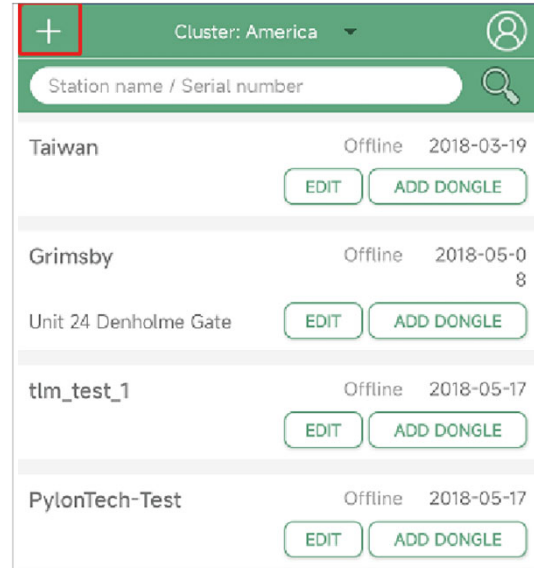 Cluster: America
Station name / Serial number
Taiwan Offline 2018-03-19
EDIT ADD DONGLE
Grimsby Offline 2018-05-0
8
Unit 24 Denholme Gate EDIT ADD DONGLE
tlm_test_1 Offline 2018-05-17
EDIT ADD DONGLE
PylonTech-Test Offline 2018-05-17
EDIT ADD DONGLE